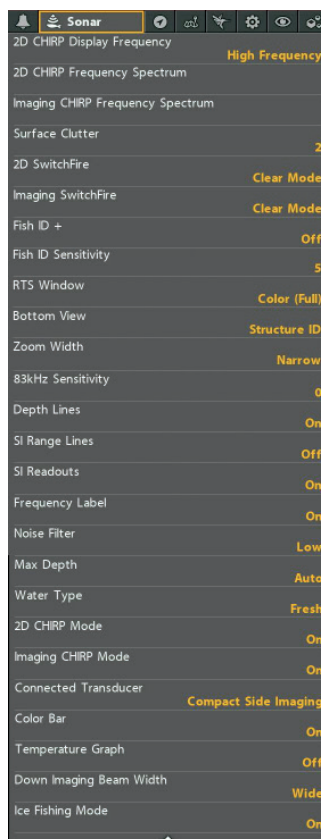 Sonar
2D CHIRP Display Frequency
High Frequency
2D CHIRP Frequency Spectrum
Imaging CHIRP Frequency Spectrum
Surface Clutter
2
2D SwitchFire
Clear Mode
Imaging SwitchFire
Clear Mode
Fish ID +
Off
Fish ID Sensitivity
5
RTS Window
Color (Full)
Bottom View
Structure ID
Zoom Width
Narrow
83kHz Sensitivity
0
Depth Lines
On
SI Range Lines
Off
SI Readouts
On
Frequency Label
On
Noise Filter
Low
Max Depth
Auto
Water Type
Fresh
2D CHIRP Mode
On
Imaging CHIRP Mode
On
Connected Transducer
Compact Side Imaging
Color Bar
On
Temperature Graph
Off
Down Imaging Beam Width
Wide
Ice Fishing Mode
On